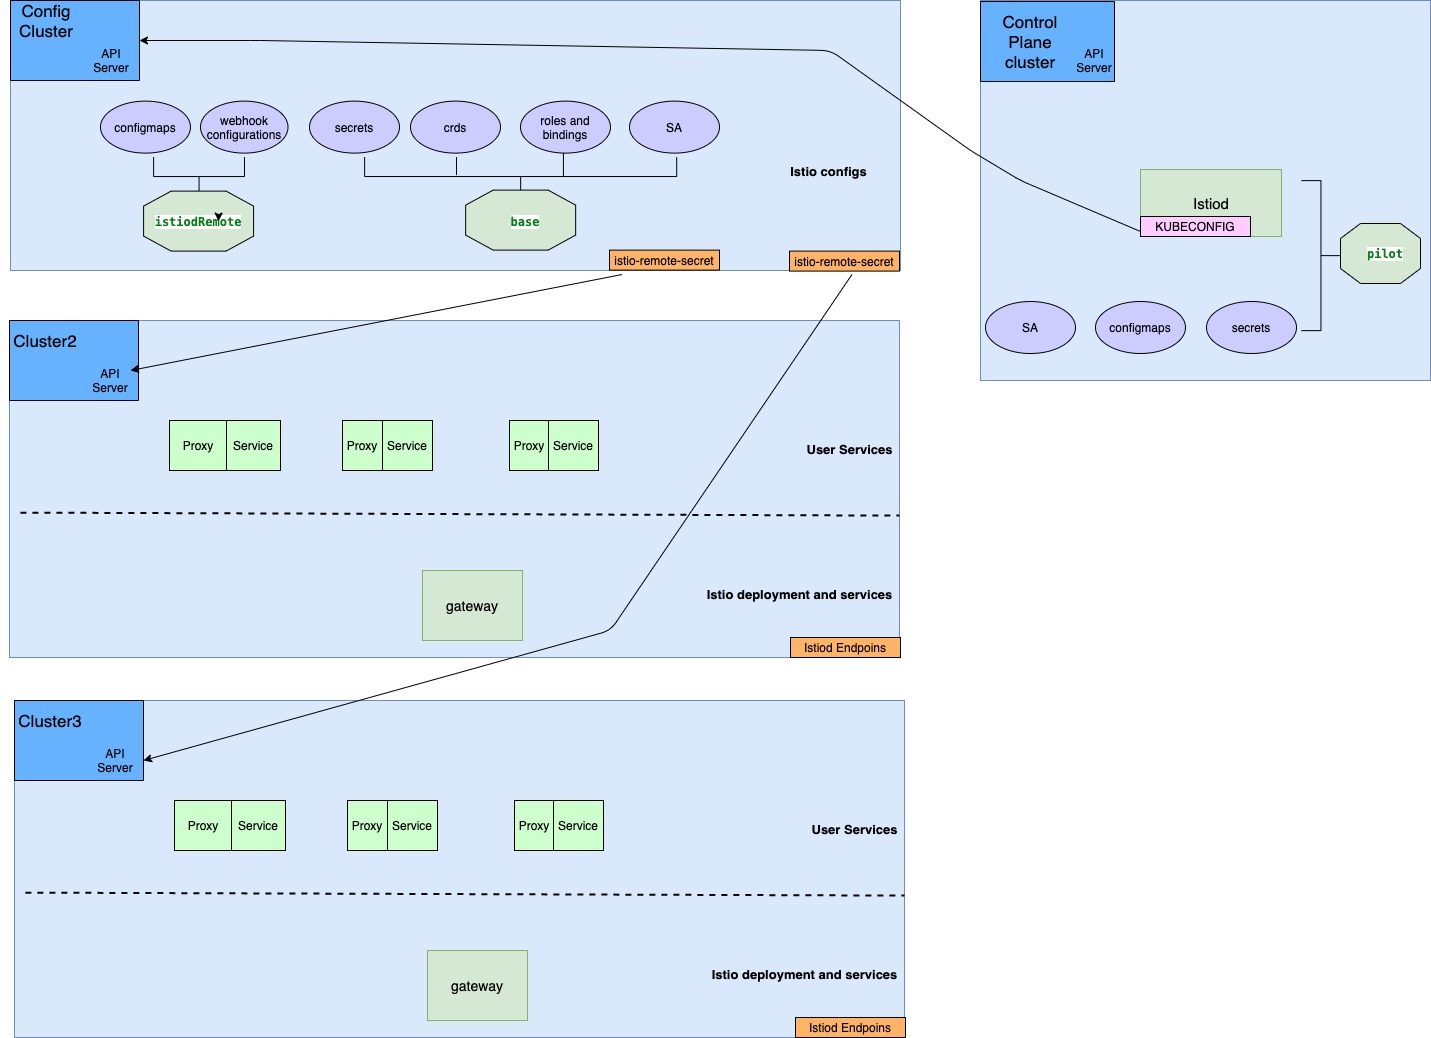 Config
Cluster
API
Server
configmaps
webhook
configurations
secrets
crds
roles and
bindings
SA
Istio configs
istiodRemote
base
istio-remote-secret
istio-remote-secret
Control
Plane
cluster
API
Server
Istiod
KUBECONFIG
pilot
SA
configmaps
secrets
Cluster2
API
Server
Proxy
Service
Proxy
Service
Proxy
Service
User Services
gateway
Istio deployment and services
Istiod Endpoins
Cluster3
API
Server
Proxy
Service
Proxy
Service
Proxy
Service
User Services
gateway
Istio deployment and services
Istiod Endpoins